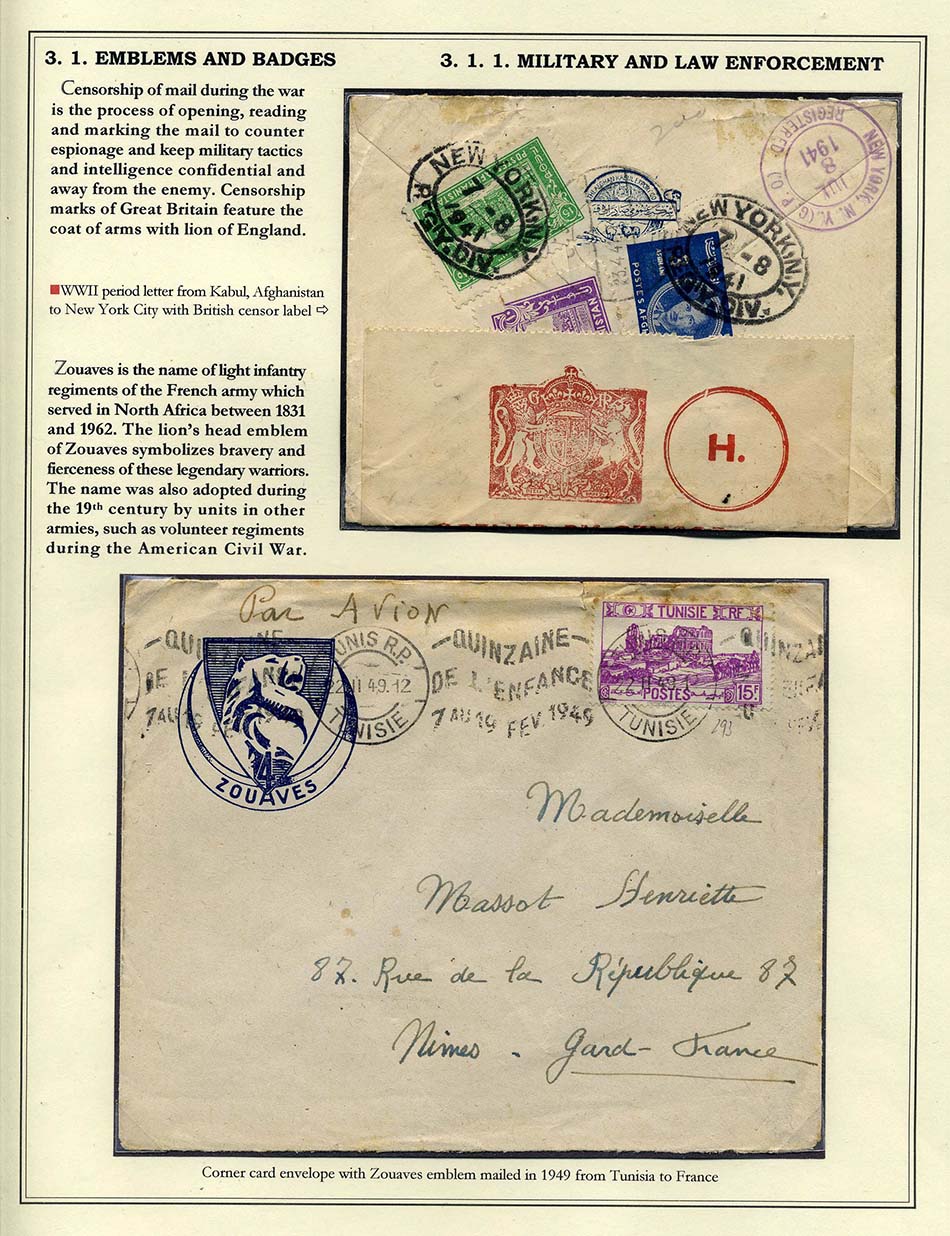 3. 1. EMBLEMS AND BADGES
3. 1. 1. MILITARY AND LAW ENFORCEMENT
Censorship of mail during the war
is the process of opening, reading
and marking the mail to counter
espionage and keep military tactics
and intelligence confidential and
away from the enemy. Censorship
marks of Great Britain feature the
coat of arms with lion of England.
■WWII period letter from Kabul, Afghanistan
to New York City with British censor label ⇨
Zouaves is the name of light infantry
regiments of the French army which
served in North Africa between 1831
and 1962. The lion's head emblem
of Zouaves symbolizes bravery and
fierceness of these legendary warriors.
The name was also adopted during
the 19th century by units in other
armies, such as volunteer regiments
during the American Civil War.
NEW YORK, N.Y.
7-8
1941
NEW YORK, N. Y. (G. P. O.)
REGISTERED
JUL
8
1941
NEW YORK, N.Y.
7-8
1941
POSTES AFG
G R
H.
Par Avion
QUINZAINE
DE L'ENFANCE
7 AU 19 FEV 1949
TUNIS R.P.
TUNISIE
TUNISIE RF
POSTES
15F
TUNISIE
293
4
ZOUAVES
Mademoiselle
Massot Henriette
87. Rue de la République 87
Nimes - Gard - France
Corner card envelope with Zouaves emblem mailed in 1949 from Tunisia to France